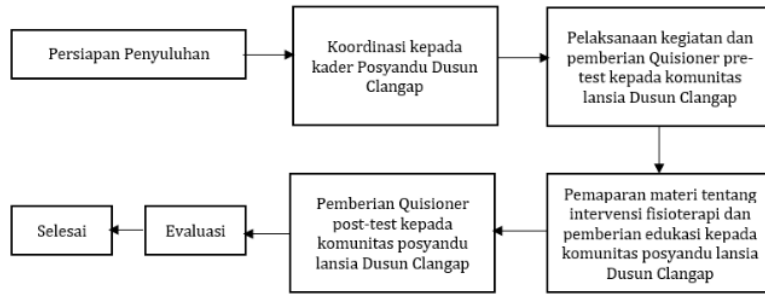 Persiapan Penyuluhan
Koordinasi kepada
kader Posyandu Dusun
Clangap
Pelaksanaan kegiatan dan
pemberian Quisioner pre-
test kepada komunitas
lansia Dusun Clangap
Pemaparan materi tentang
intervensi fisioterapi dan
pemberian edukasi kepada
komunitas posyandu lansia
Dusun Clangap
Pemberian Quisioner
post-test kepada
komunitas posyandu
lansia Dusun Clangap
Evaluasi
Selesai